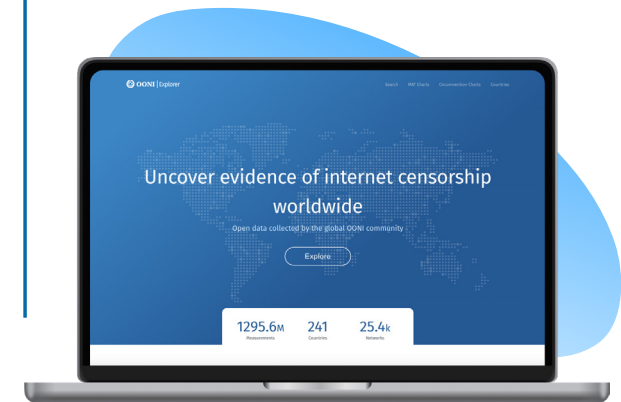 OONI | Explorer
Search MAT Charts Circumvention Charts Countries
Uncover evidence of internet censorship
worldwide
Open data collected by the global OONI community
Explore
1295.6M 241 25.4k
Measurements Countries Networks